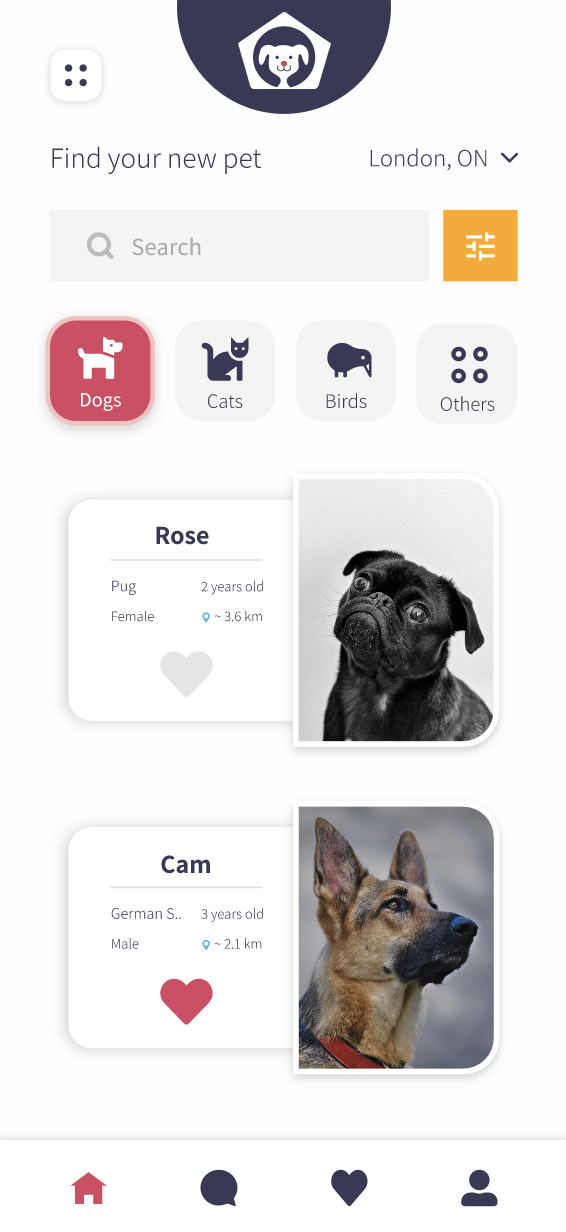 Find your new pet
London, ON
Search
Dogs
Cats
Birds
Others
Rose
Pug
2 years old
Female
~ 3.6 km
Cam
German S..
3 years old
Male
~ 2.1 km